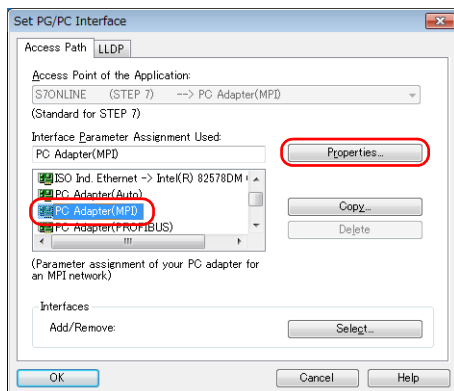 Set PG/PC Interface
Access Path
LLDP
Access Point of the Application:
S7ONLINE (STEP 7) --> PC Adapter(MPI)
(Standard for STEP 7)
Interface Parameter Assignment Used:
PC Adapter(MPI)
Properties...
ISO Ind. Ethernet -> Intel(R) 82578DM
PC Adapter(Auto)
PC Adapter(MPI)
PC Adapter(PROFIBUS)
Copy...
Delete
(Parameter assignment of your PC adapter for
an MPI network)
Interfaces
Add/Remove:
Select...
OK
Cancel
Help